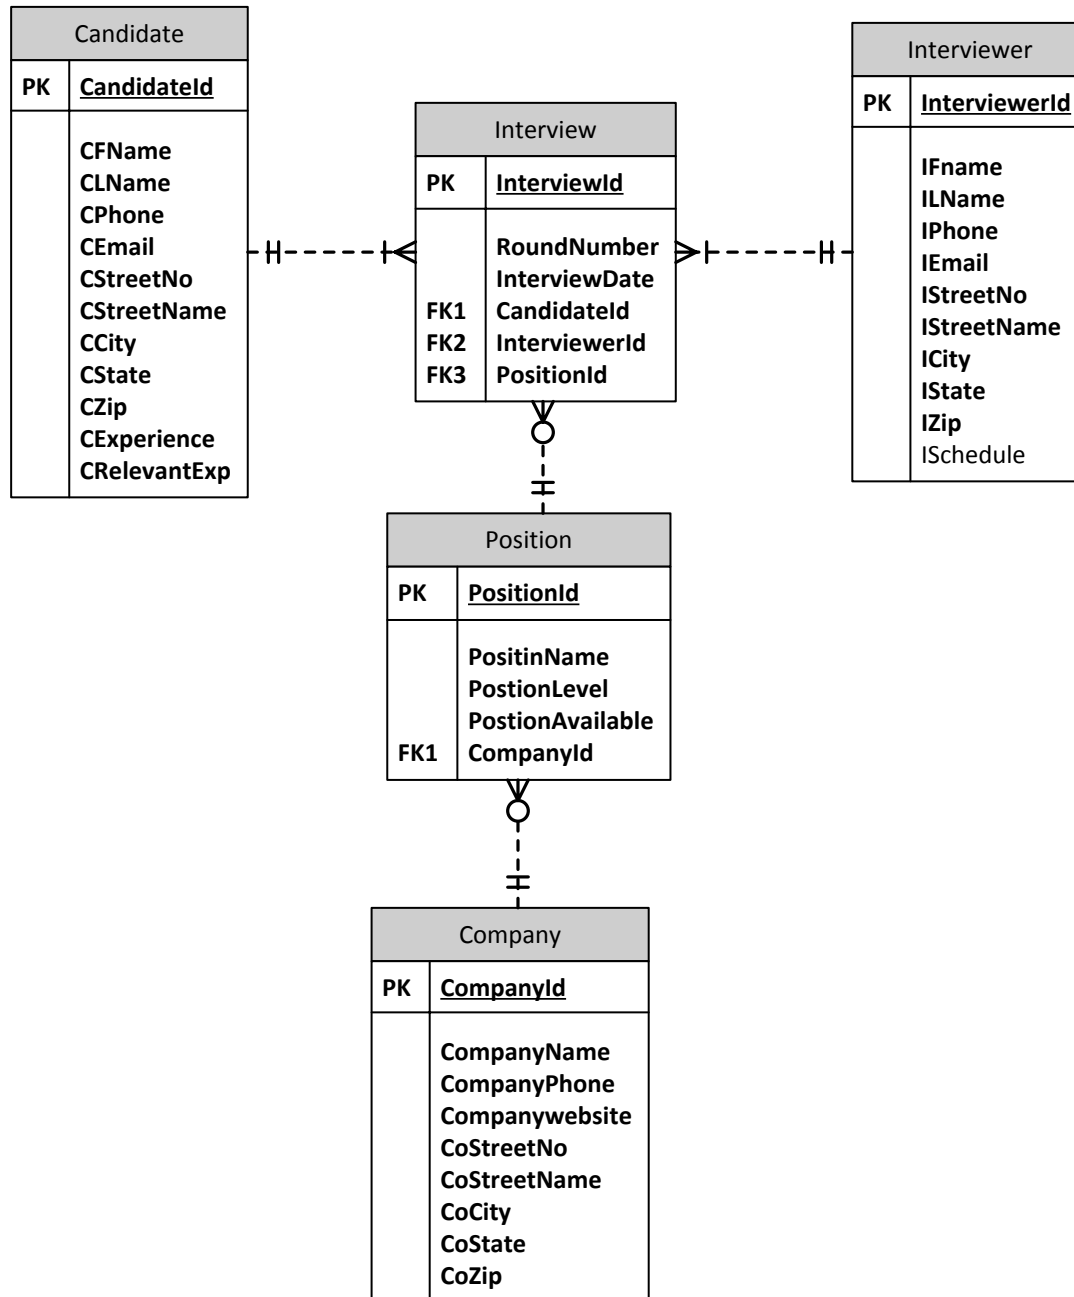 Candidate
PK CandidateId
CFName
CLName
CPhone
CEmail
CStreetNo
CStreetName
CCity
CState
CZip
CExperience
CRelevantExp
Interview
PK InterviewId
RoundNumber
InterviewDate
FK1 CandidateId
FK2 InterviewerId
FK3 PositionId
Interviewer
PK InterviewerId
IFname
ILName
IPhone
IEmail
IStreetNo
IStreetName
ICity
IState
IZip
ISchedule
Position
PK PositionId
PositinName
PostionLevel
PostionAvailable
FK1 CompanyId
Company
PK CompanyId
CompanyName
CompanyPhone
Companywebsite
CoStreetNo
CoStreetName
CoCity
CoState
CoZip